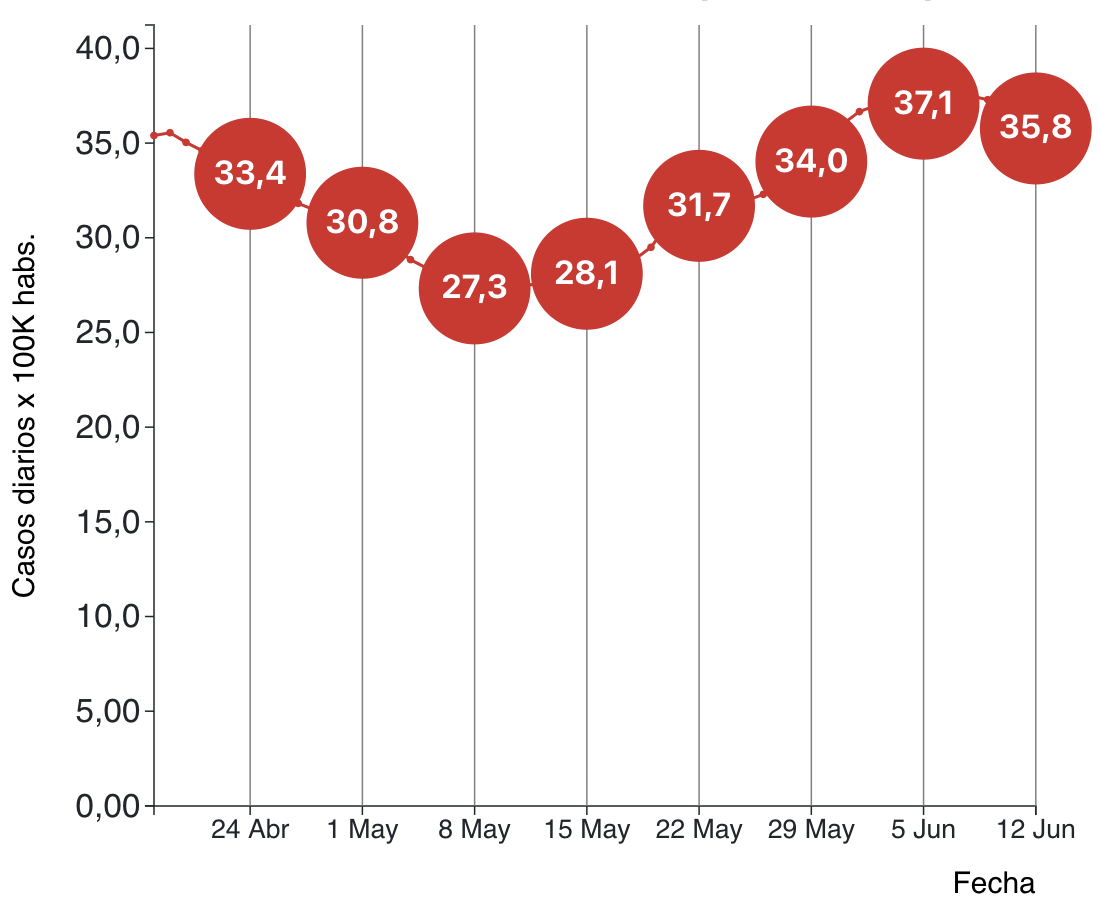 40,0
35,0
30,0
25,0
20,0
15,0
10,0
5,00
0,00
Casos diarios x 100K habs.
33,4
30,8
27,3
28,1
31,7
34,0
37,1
35,8
24 Abr
1 May
8 May
15 May
22 May
29 May
5 Jun
12 Jun
Fecha